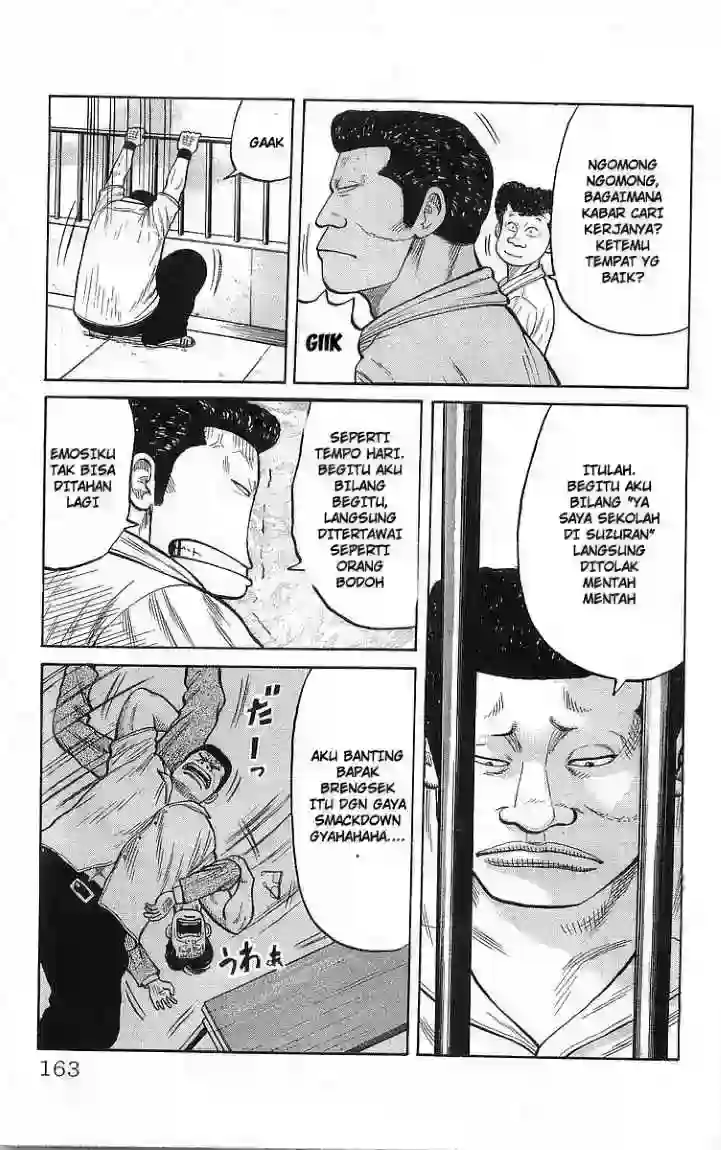 NGOMONG
NGOMONG,
BAGAIMANA
KABAR CARI
KERJANYA?
KETEMU
TEMPAT YG
BAIK?
GIIK
GAAK
ITULAH.
BEGITU AKU
BILANG "YA
SAYA SEKOLAH
DI SUZURAN"
LANGSUNG
DITOLAK
MENTAH
MENTAH
SEPERTI
TEMPO HARI.
BEGITU AKU
BILANG
BEGITU,
LANGSUNG
DITERTAWAI
SEPERTI
ORANG
BODOH
EMOSIKU
TAK BISA
DITAHAN
LAGI
AKU BANTING
BAPAK
BRENGSEK
ITU DGN GAYA
SMACKDOWN
GYAHAHAHA....
だーっ
うわぁ
163